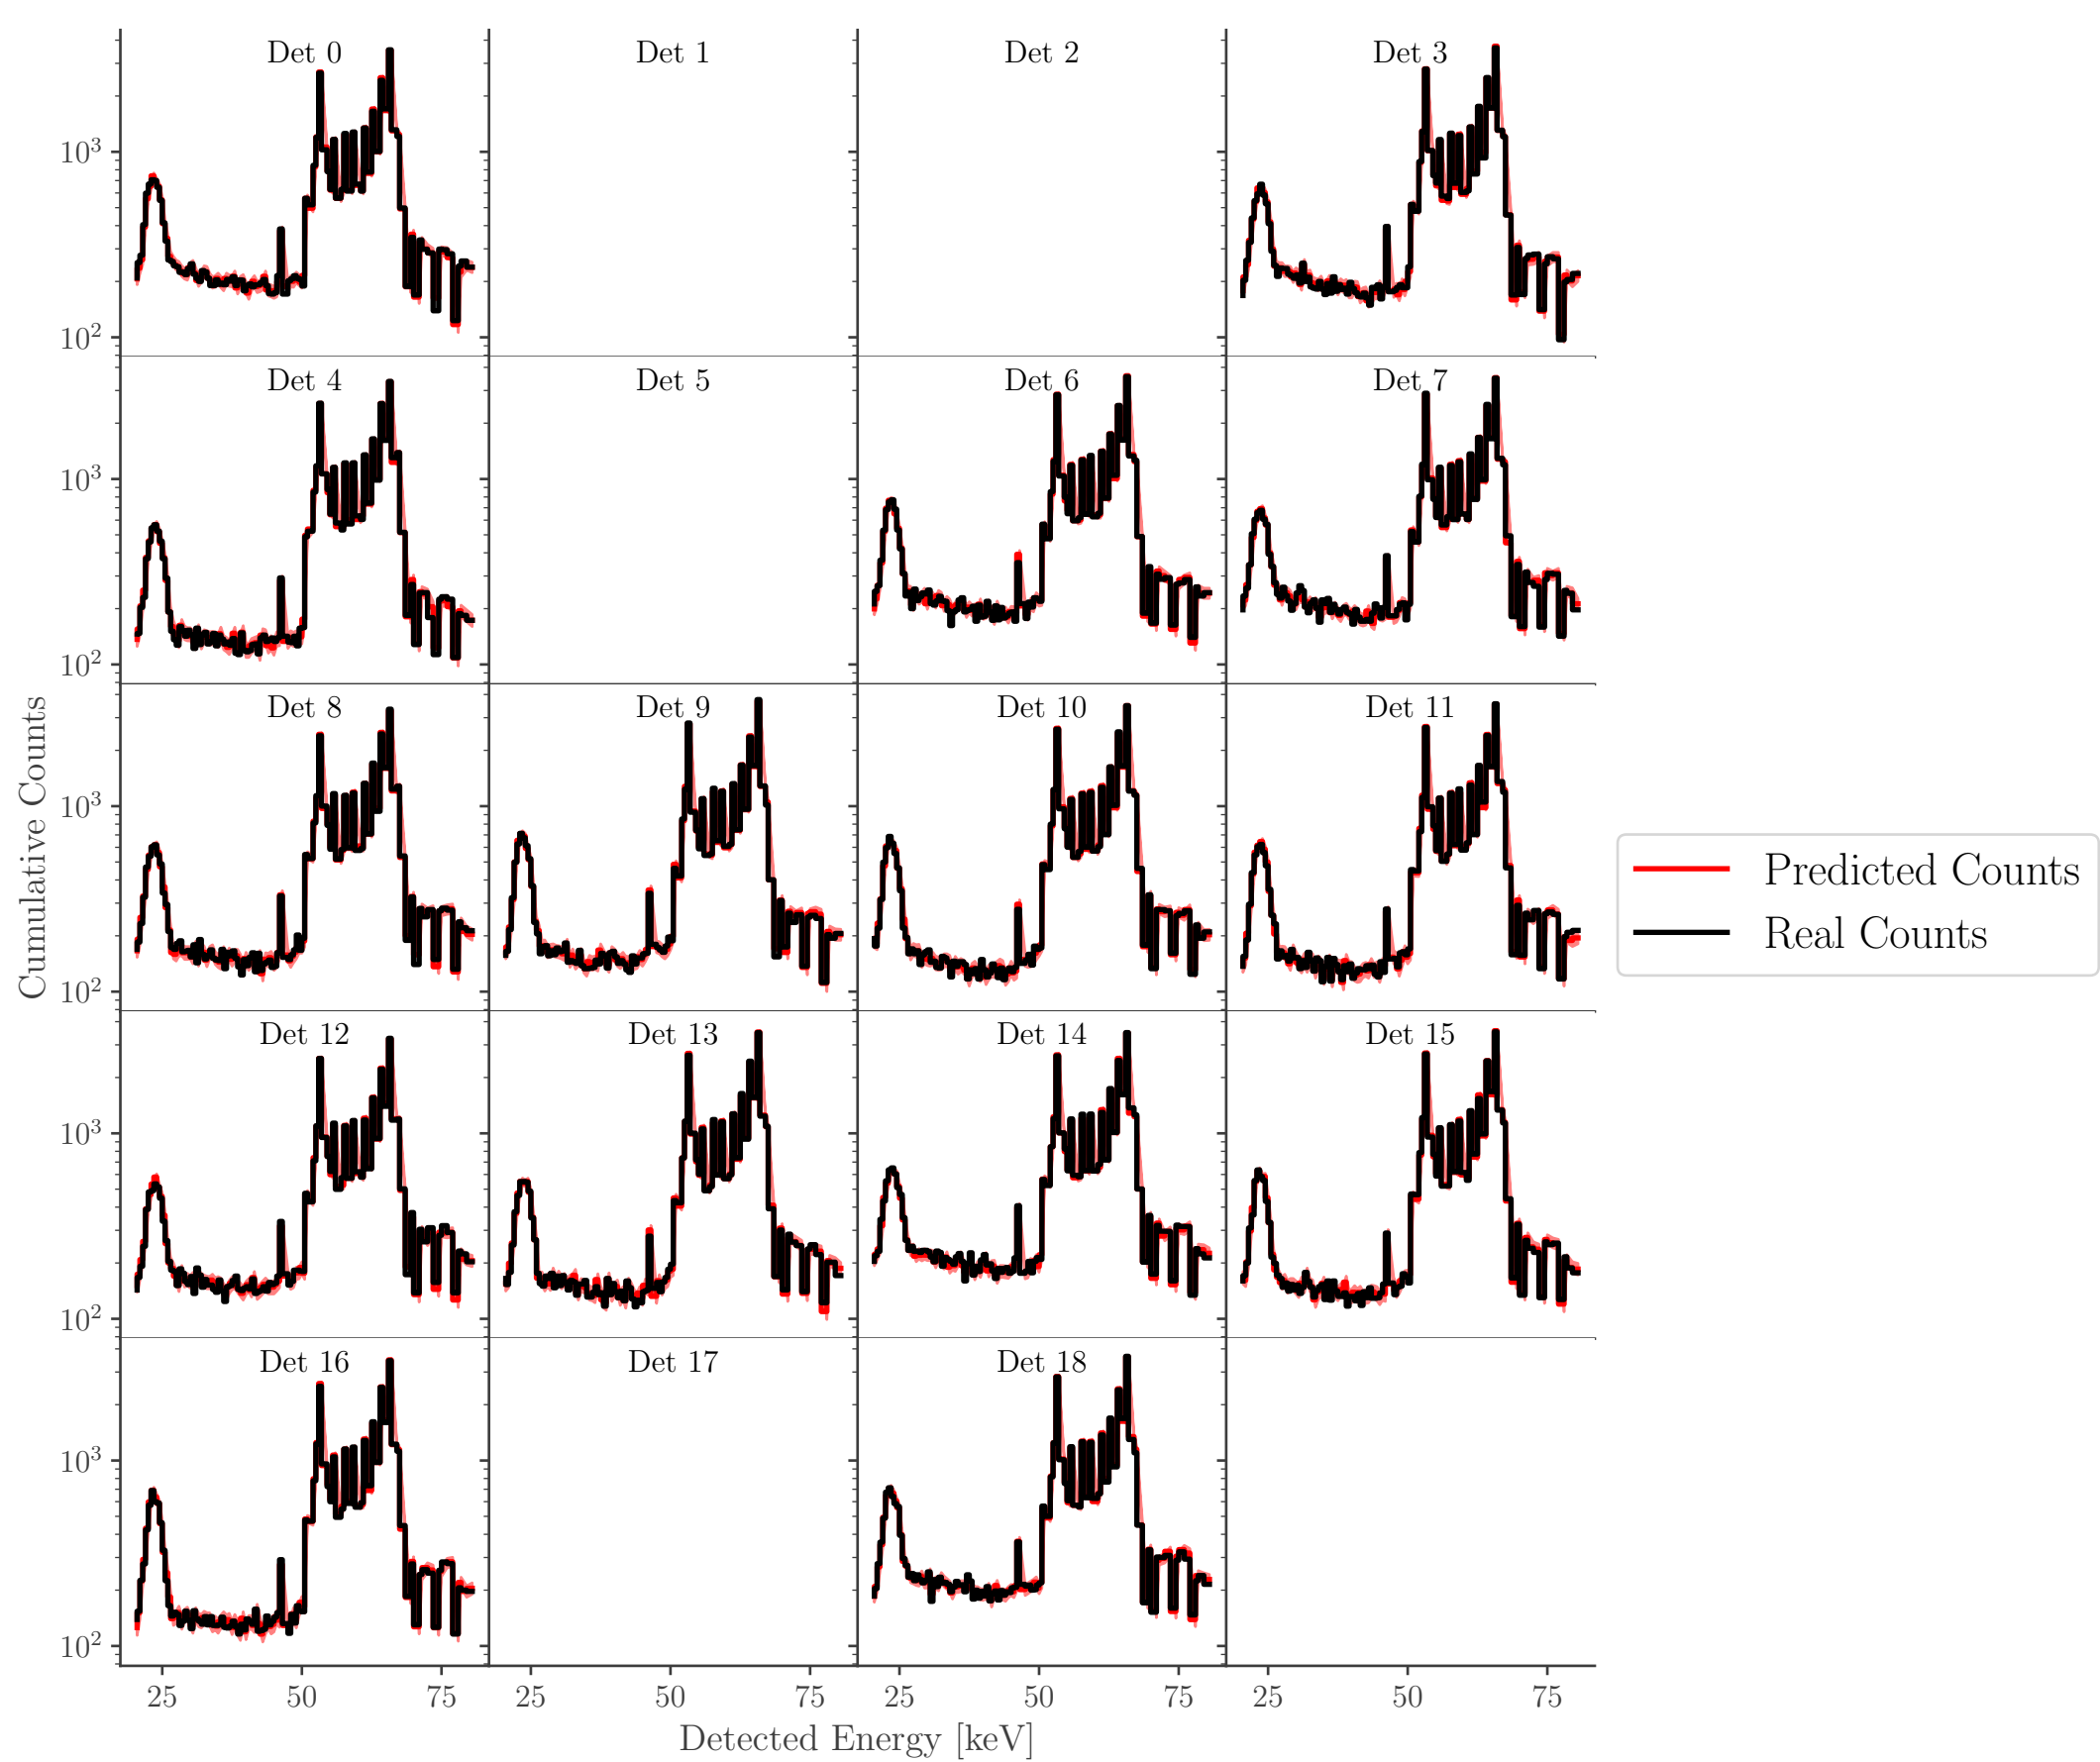 Det 0
Det 1
Det 2
Det 3
10³
10²
Det 4
Det 5
Det 6
Det 7
10³
10²
Det 8
Det 9
Det 10
Det 11
10³
10²
Cumulative Counts
Predicted Counts
Real Counts
Det 12
Det 13
Det 14
Det 15
10³
10²
Det 16
Det 17
Det 18
10³
10²
25 50 75 25 50 75 25 50 75 25 50 75
Detected Energy [keV]